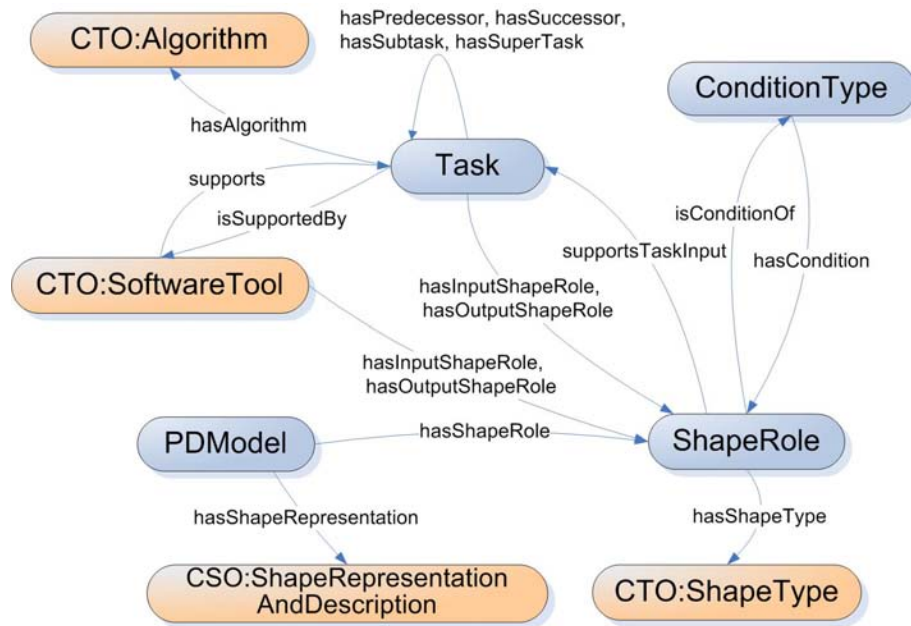 hasPredecessor, hasSuccessor,
hasSubtask, hasSuperTask
CTO:Algorithm
ConditionType
hasAlgorithm
Task
supports
isSupportedBy
isConditionOf
supportsTaskInput
hasCondition
CTO:SoftwareTool
hasInputShapeRole,
hasOutputShapeRole
hasInputShapeRole,
hasOutputShapeRole
PDModel
hasShapeRole
ShapeRole
hasShapeRepresentation
hasShapeType
CSO:ShapeRepresentation
AndDescription
CTO:ShapeType